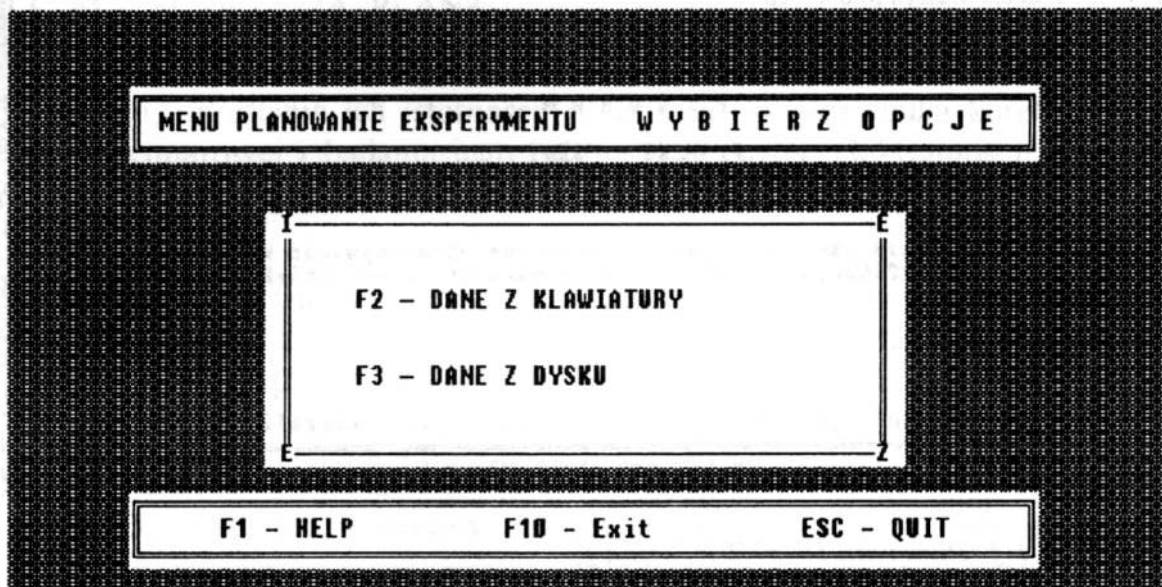 MENU PLANOWANIE EKSPERYMENTU W Y B I E R Z O P C J E
I E
F2 – DANE Z KLAWIATURY
F3 – DANE Z DYSKU
E Z
F1 - HELP F10 - Exit ESC - QUIT